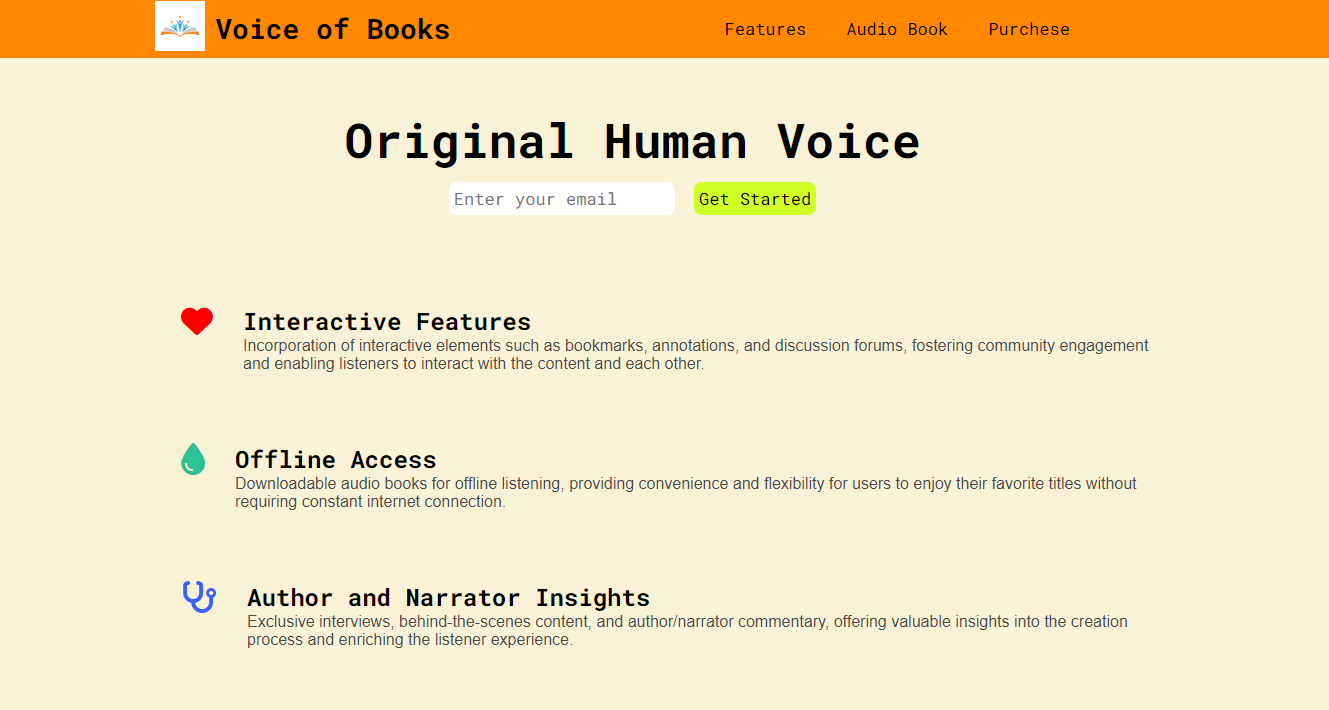 Voice of Books
Features
Audio Book
Purchese
Original Human Voice
Enter your email
Get Started
Interactive Features
Incorporation of interactive elements such as bookmarks, annotations, and discussion forums, fostering community engagement
and enabling listeners to interact with the content and each other.
Offline Access
Downloadable audio books for offline listening, providing convenience and flexibility for users to enjoy their favorite titles without
requiring constant internet connection.
Author and Narrator Insights
Exclusive interviews, behind-the-scenes content, and author/narrator commentary, offering valuable insights into the creation
process and enriching the listener experience.